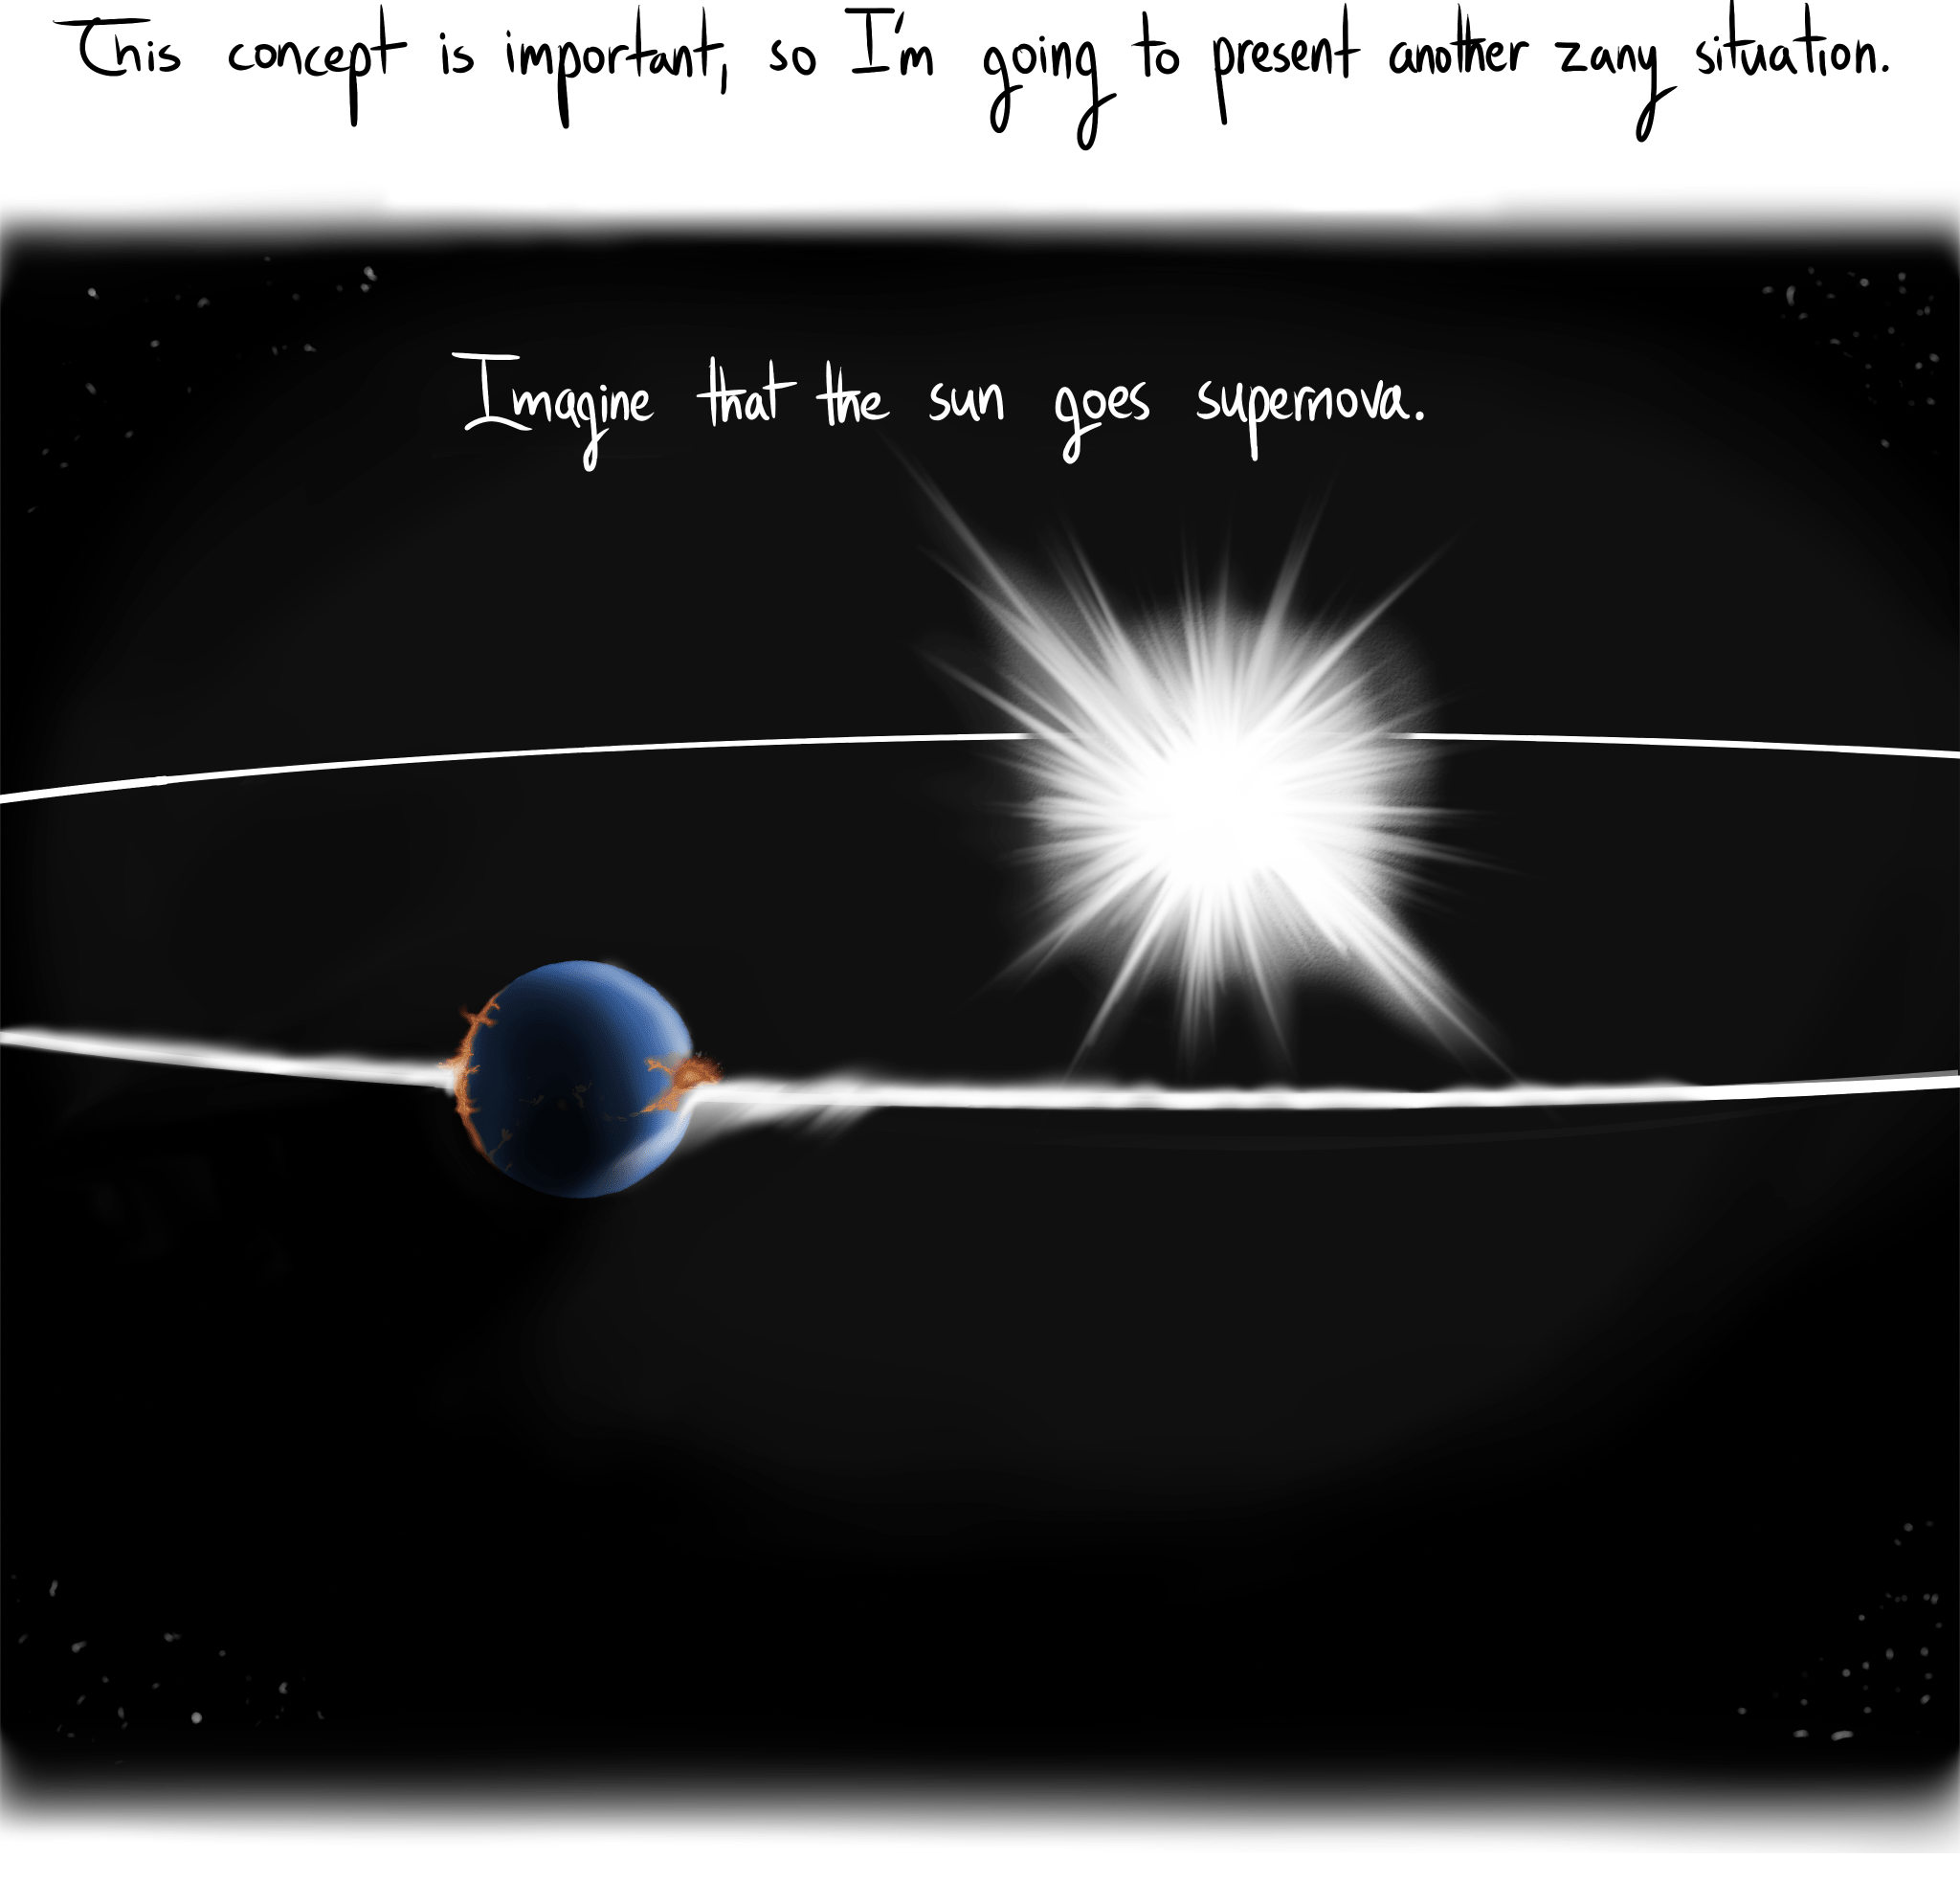 This concept is important, so I'm going to present another zany situation.
Imagine that the sun goes supernova.